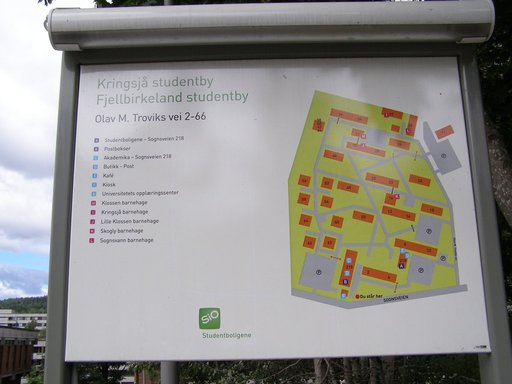 Kringsjå studentby
Fjellbirkeland studentby
Olav M. Troviks vei 2-66
Studentboligene – Sognsveien 218
Postbokser
Akademika – Sognsveien 218
Butikk – Post
Kafé
Kiosk
Universitetets opplæringssenter
Klossen barnehage
Kringsjå barnehage
Lille Klossen barnehage
Skogly barnehage
Sognsvann barnehage
P
P
P
P
P
Du står her
SOGNSVEIEN
SiO
Studentboligene